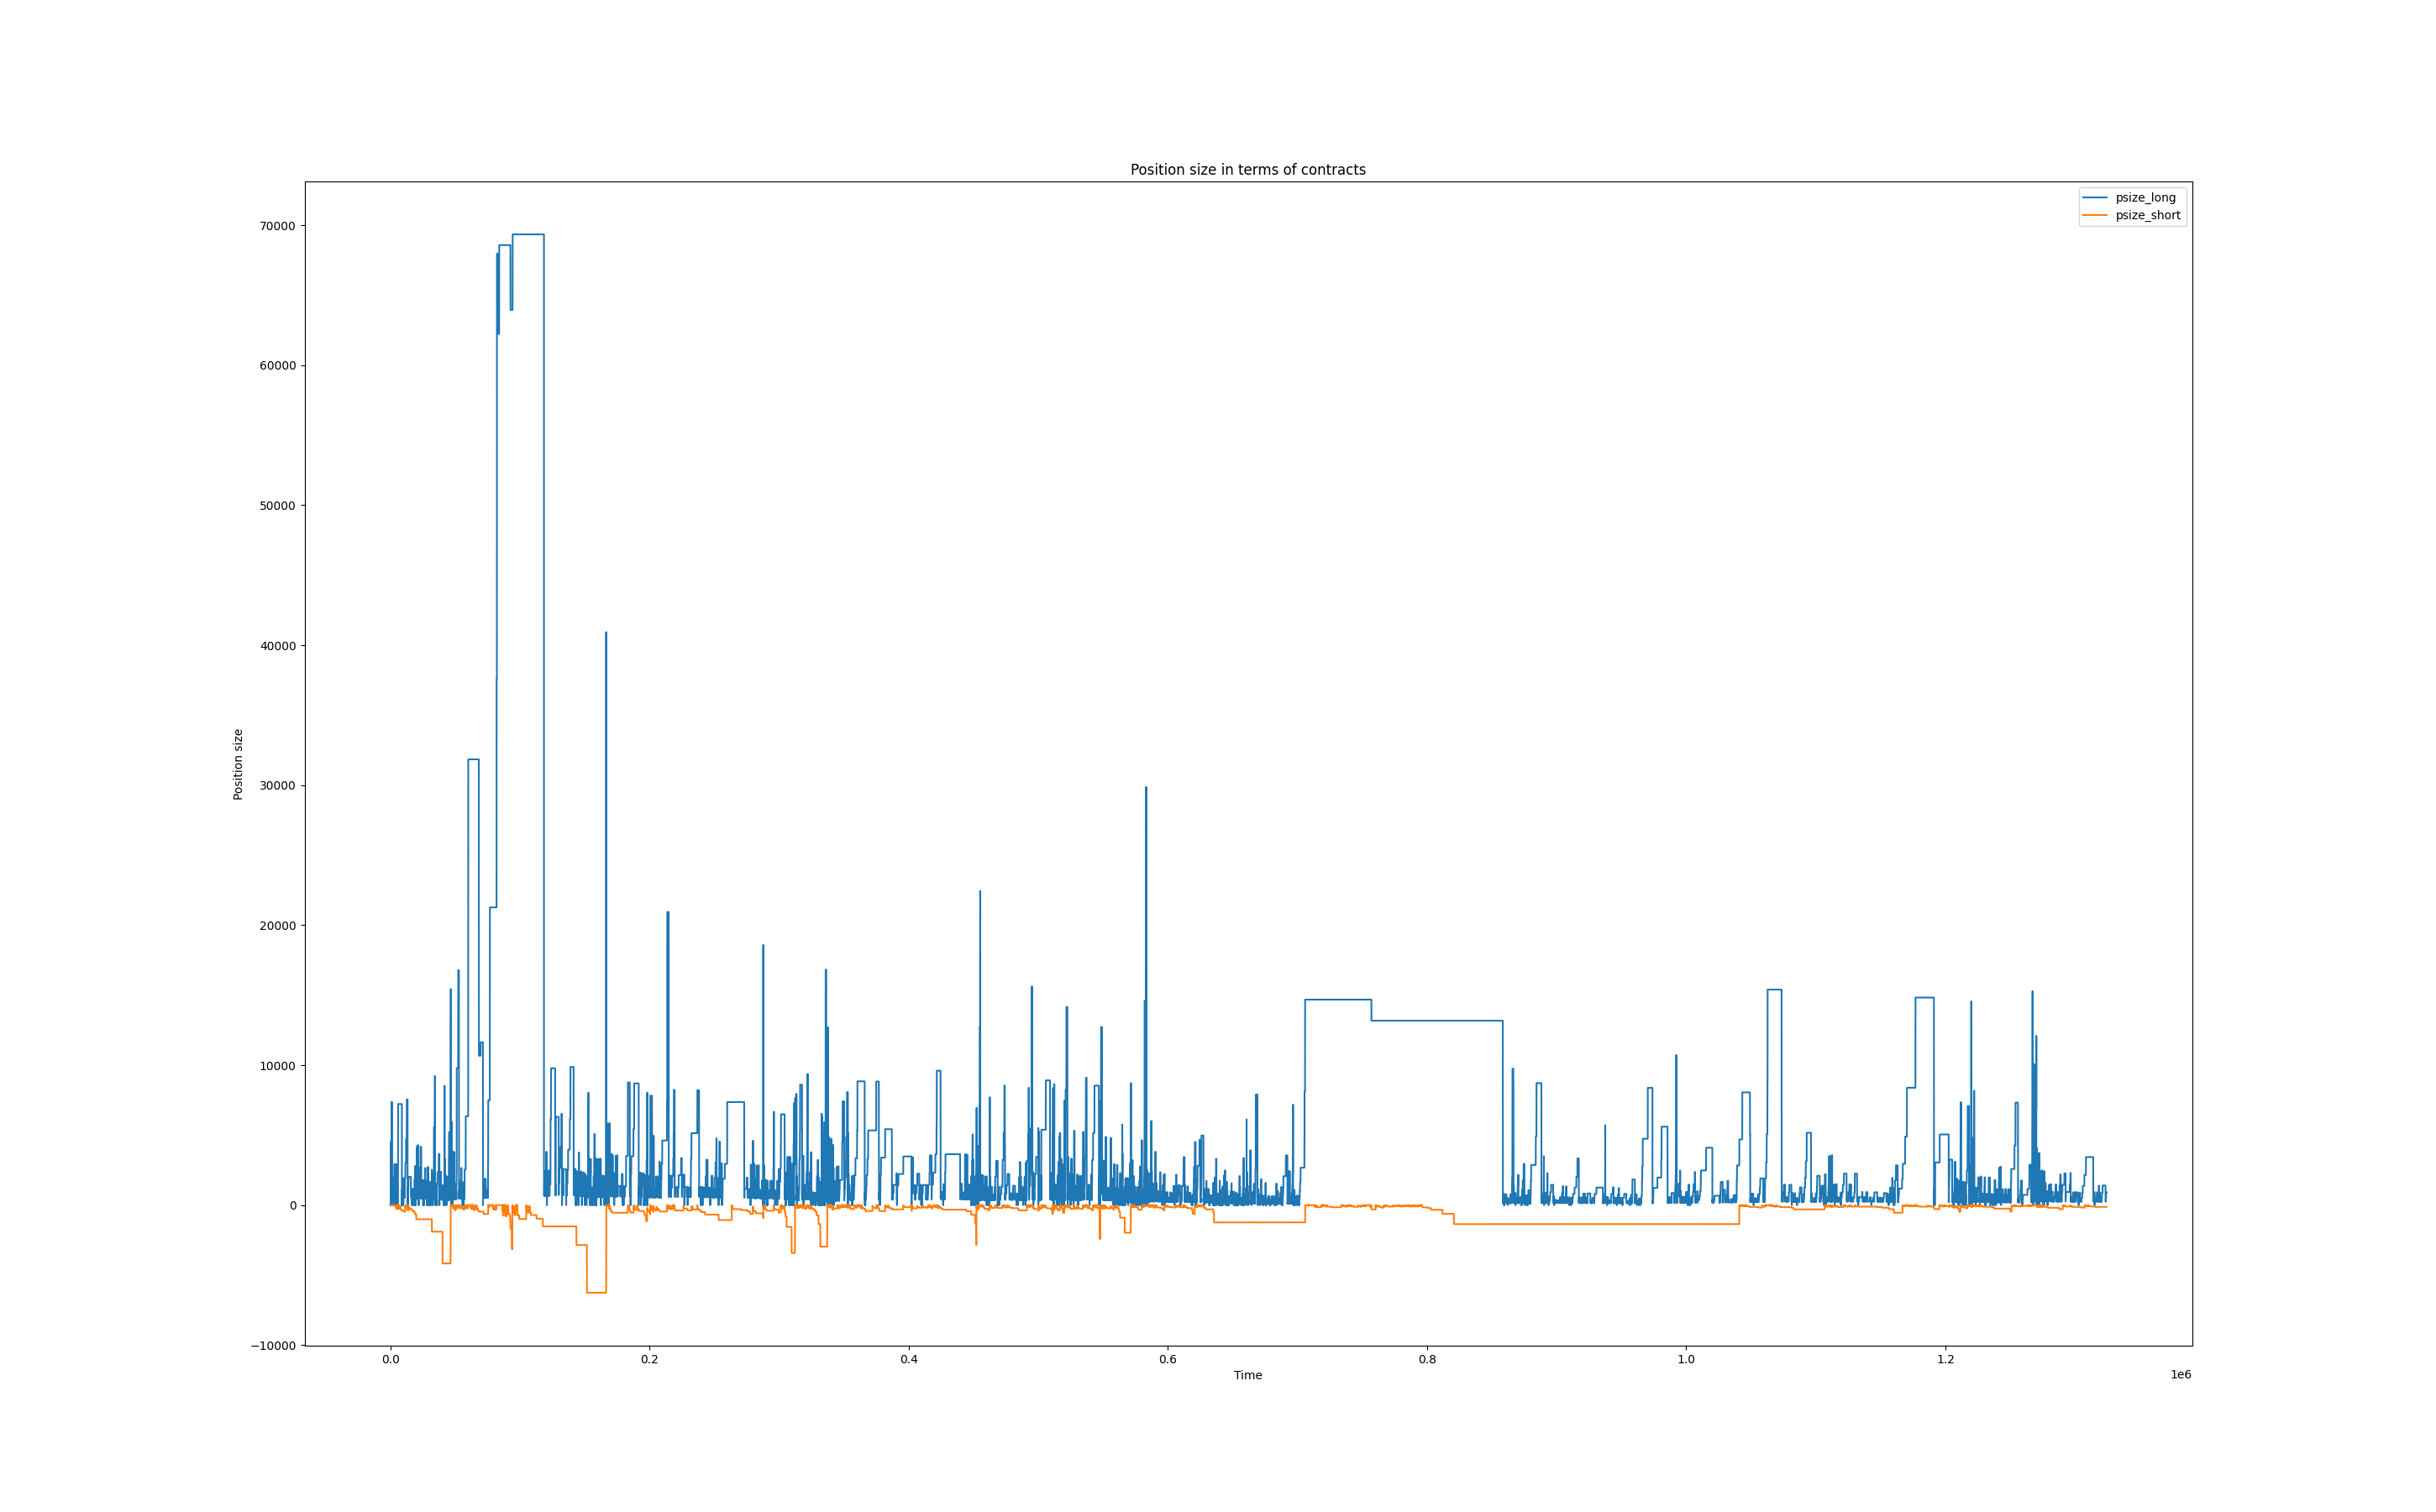 Position size in terms of contracts
psize_long
psize_short
70000
60000
50000
40000
30000
20000
10000
0
−10000
Position size
0.0 0.2 0.4 0.6 0.8 1.0 1.2
Time
1e6